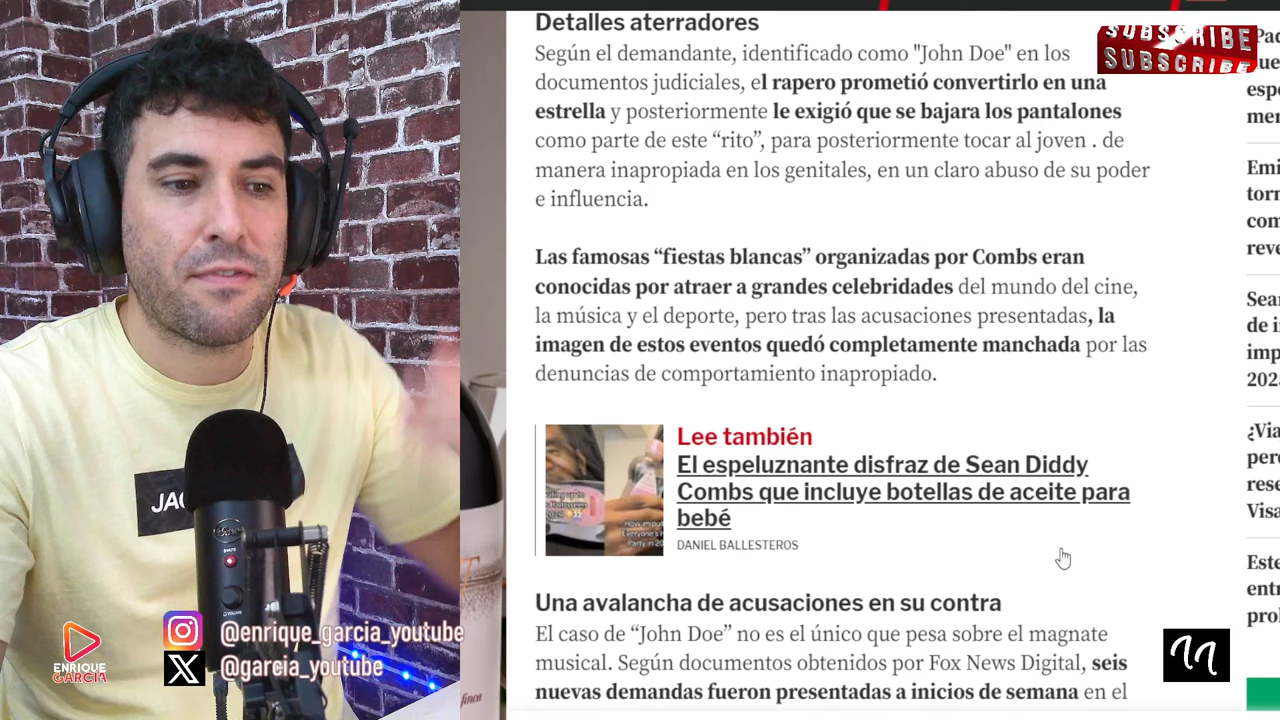 Detalles aterradores
Según el demandante, identificado como "John Doe" en los
documentos judiciales, el rapero prometió convertirlo en una
estrella y posteriormente le exigió que se bajara los pantalones
como parte de este “rito”, para posteriormente tocar al joven . de
manera inapropiada en los genitales, en un claro abuso de su poder
e influencia.
Las famosas “fiestas blancas” organizadas por Combs eran
conocidas por atraer a grandes celebridades del mundo del cine,
la música y el deporte, pero tras las acusaciones presentadas, la
imagen de estos eventos quedó completamente manchada por las
denuncias de comportamiento inapropiado.
Lee también
El espeluznante disfraz de Sean Diddy
Combs que incluye botellas de aceite para
bebé
DANIEL BALLESTEROS
Una avalancha de acusaciones en su contra
El caso de “John Doe” no es el único que pesa sobre el magnate
musical. Según documentos obtenidos por Fox News Digital, seis
nuevas demandas fueron presentadas a inicios de semana en el
SUBSCRIBE
SUBSCRIBE
JAC
@enrique_garcia_youtube
@garcia_youtube
ENRIQUE
GARCIA
finca